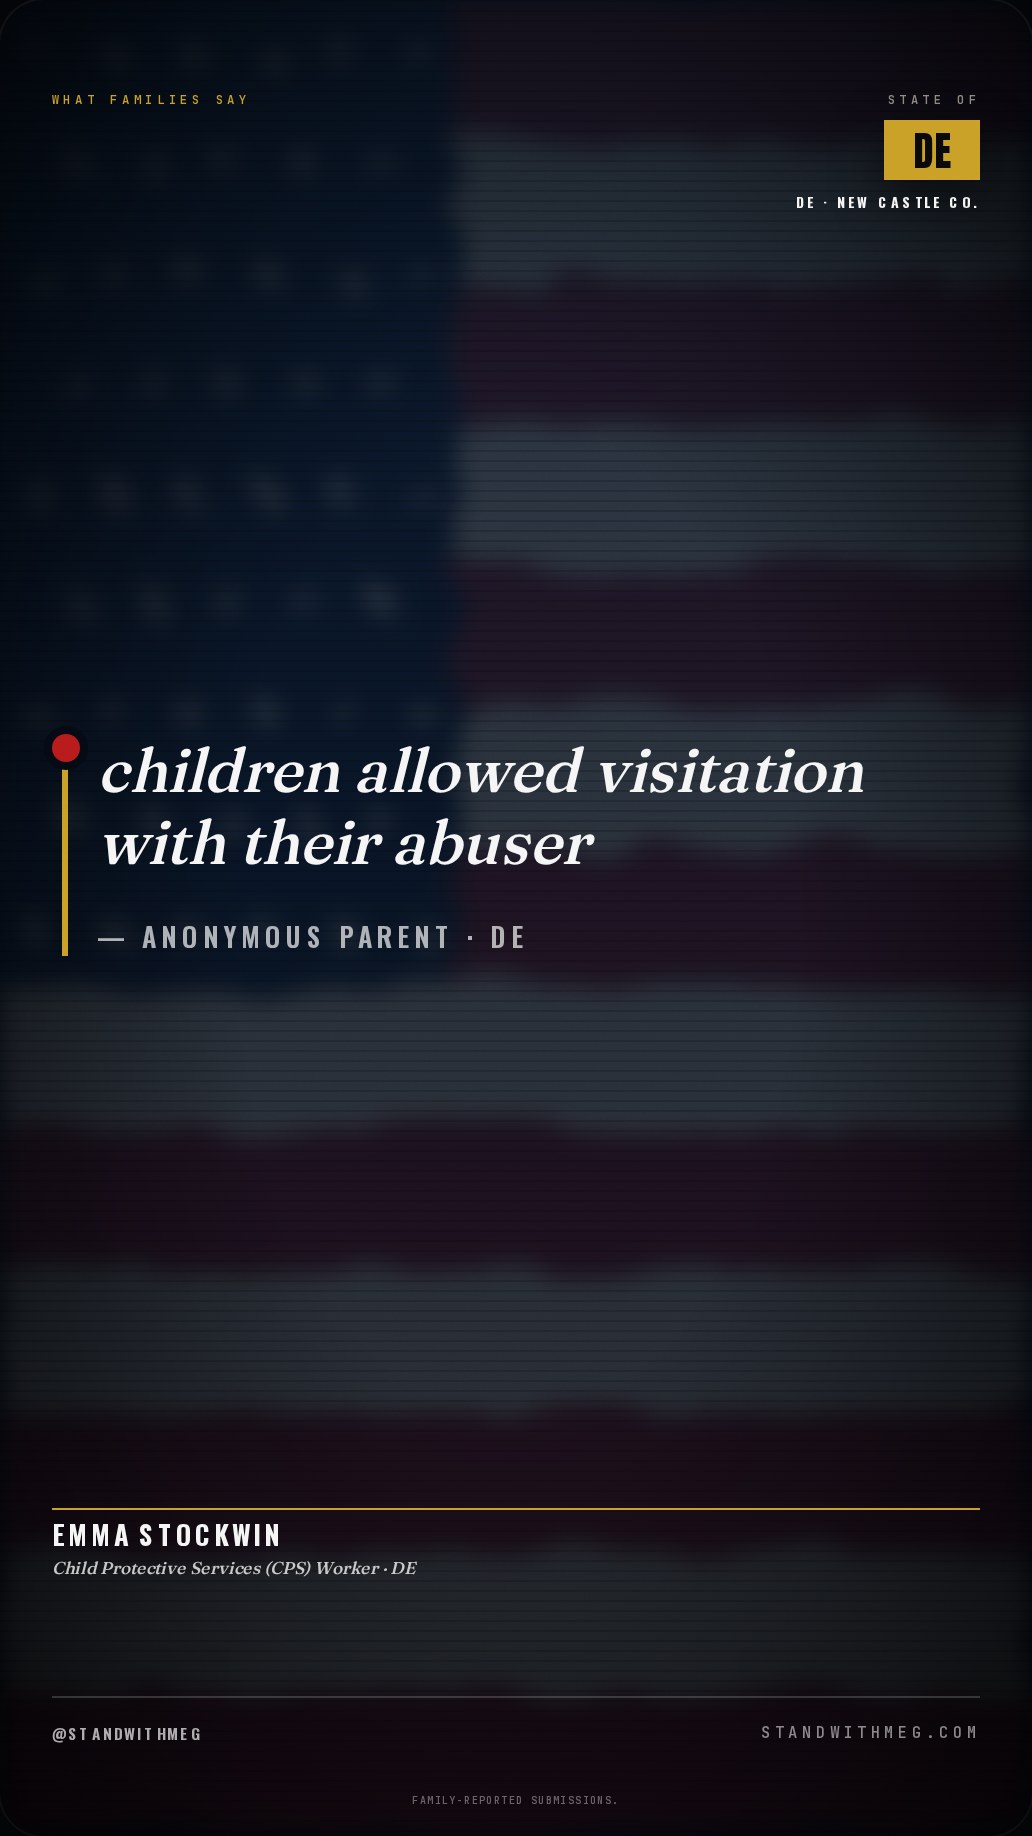 WHAT FAMILIES SAY
STATE OF
DE
DE · NEW CASTLE CO.
children allowed visitation
with their abuser
— ANONYMOUS PARENT · DE
EMMA STOCKWIN
Child Protective Services (CPS) Worker · DE
@STANDWITHMEG
STANDWITHMEG.COM
FAMILY-REPORTED SUBMISSIONS.